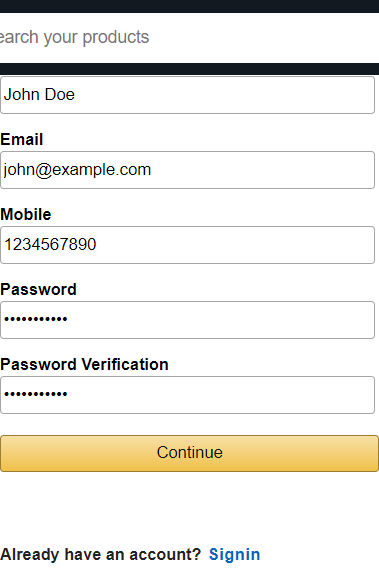 earch your products
John Doe
Email
john@example.com
Mobile
1234567890
Password
•••••••••••
Password Verification
•••••••••••
Continue
Already have an account? Signin